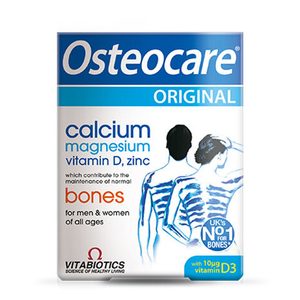 Osteocare®
ORIGINAL
calcium
magnesium
vitamin D, zinc
which contribute to the
maintenance of normal
bones
for men & women
of all ages
UK's
No1
FOR
BONES^
VITABIOTICS
SCIENCE OF HEALTHY LIVING
with 10µg
vitamin D3